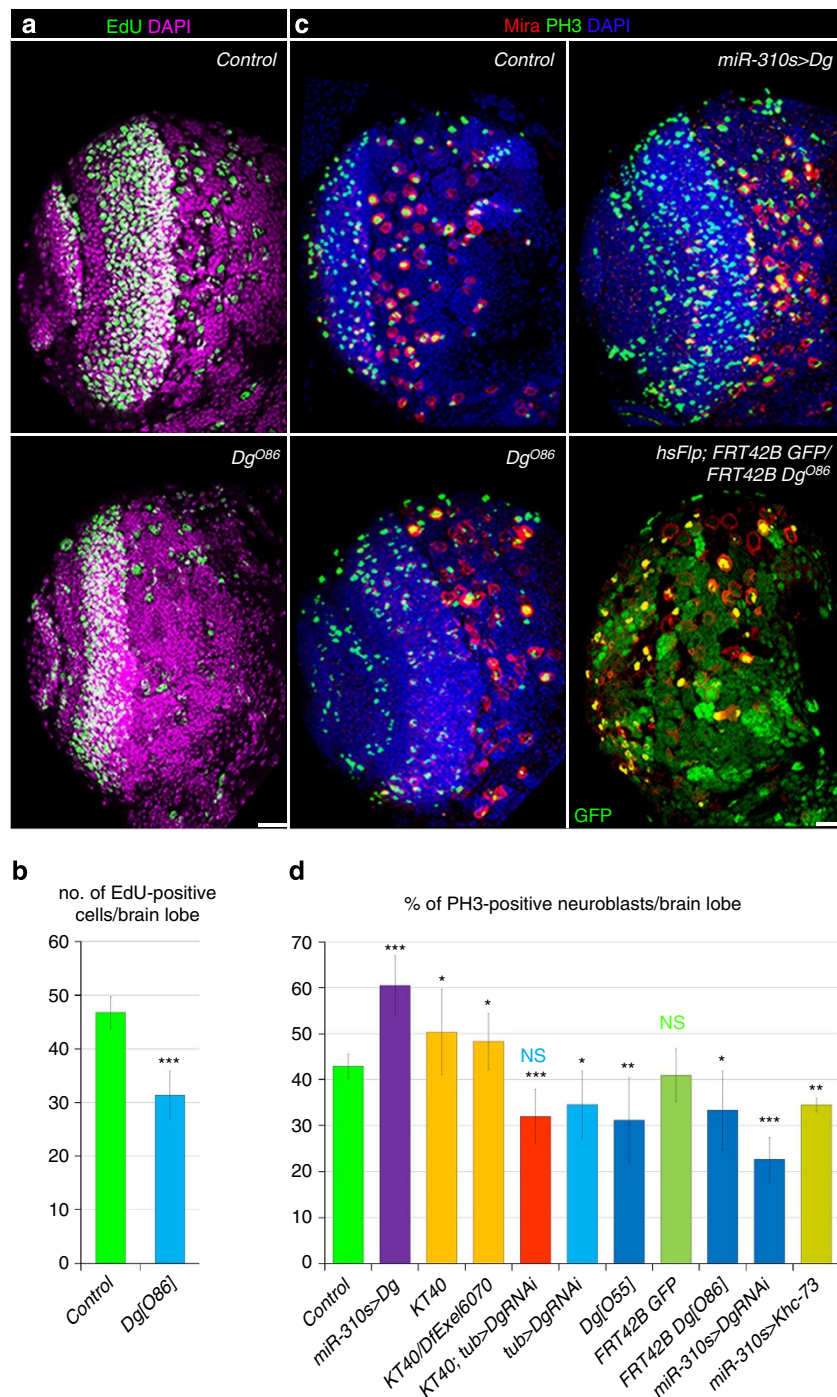 a
EdU DAPI
c
Mira PH3 DAPI
Control
Control
miR-310s>Dg
Dg^O86
Dg^O86
hsFlp; FRT42B GFP/
FRT42B Dg^O86
GFP
b
no. of EdU-positive
cells/brain lobe
60
50
40
30
20
10
0
***
Control
Dg[O86]
d
% of PH3-positive neuroblasts/brain lobe
70
60
50
40
30
20
10
0
***
*
*
NS
***
*
**
NS
*
***
**
Control
miR-310s>Dg
KT40
KT40/DfExel6070
KT40; tub>DgRNAi
tub>DgRNAi
Dg[O55]
FRT42B GFP
FRT42B Dg[O86]
miR-310s>DgRNAi
miR-310s>Khc-73